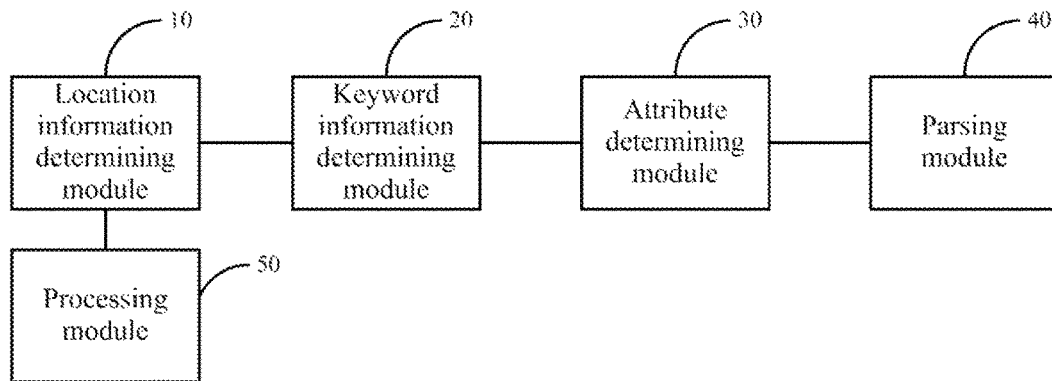 10
20
30
40
Location
information
determining
module
Keyword
information
determining
module
Attribute
determining
module
Parsing
module
50
Processing
module